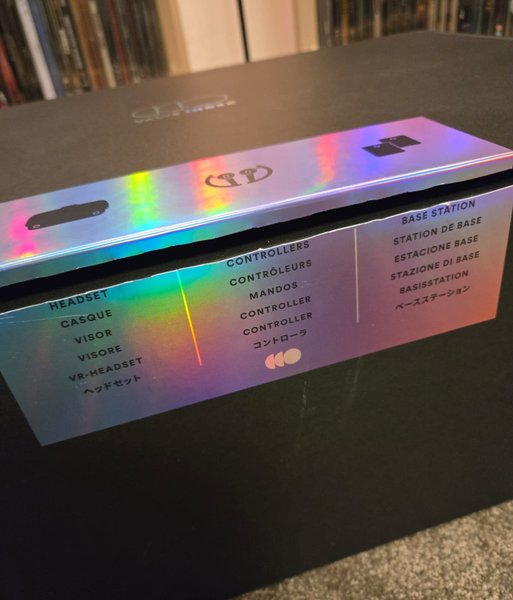 HEADSET
CASQUE
VISOR
VISORE
VR-HEADSET
ヘッドセット
CONTROLLERS
CONTRÔLEURS
MANDOS
CONTROLLER
CONTROLLER
コントローラ
BASE STATION
STATION DE BASE
ESTACIONE BASE
STAZIONE DI BASE
BASISSTATION
ベースステーション